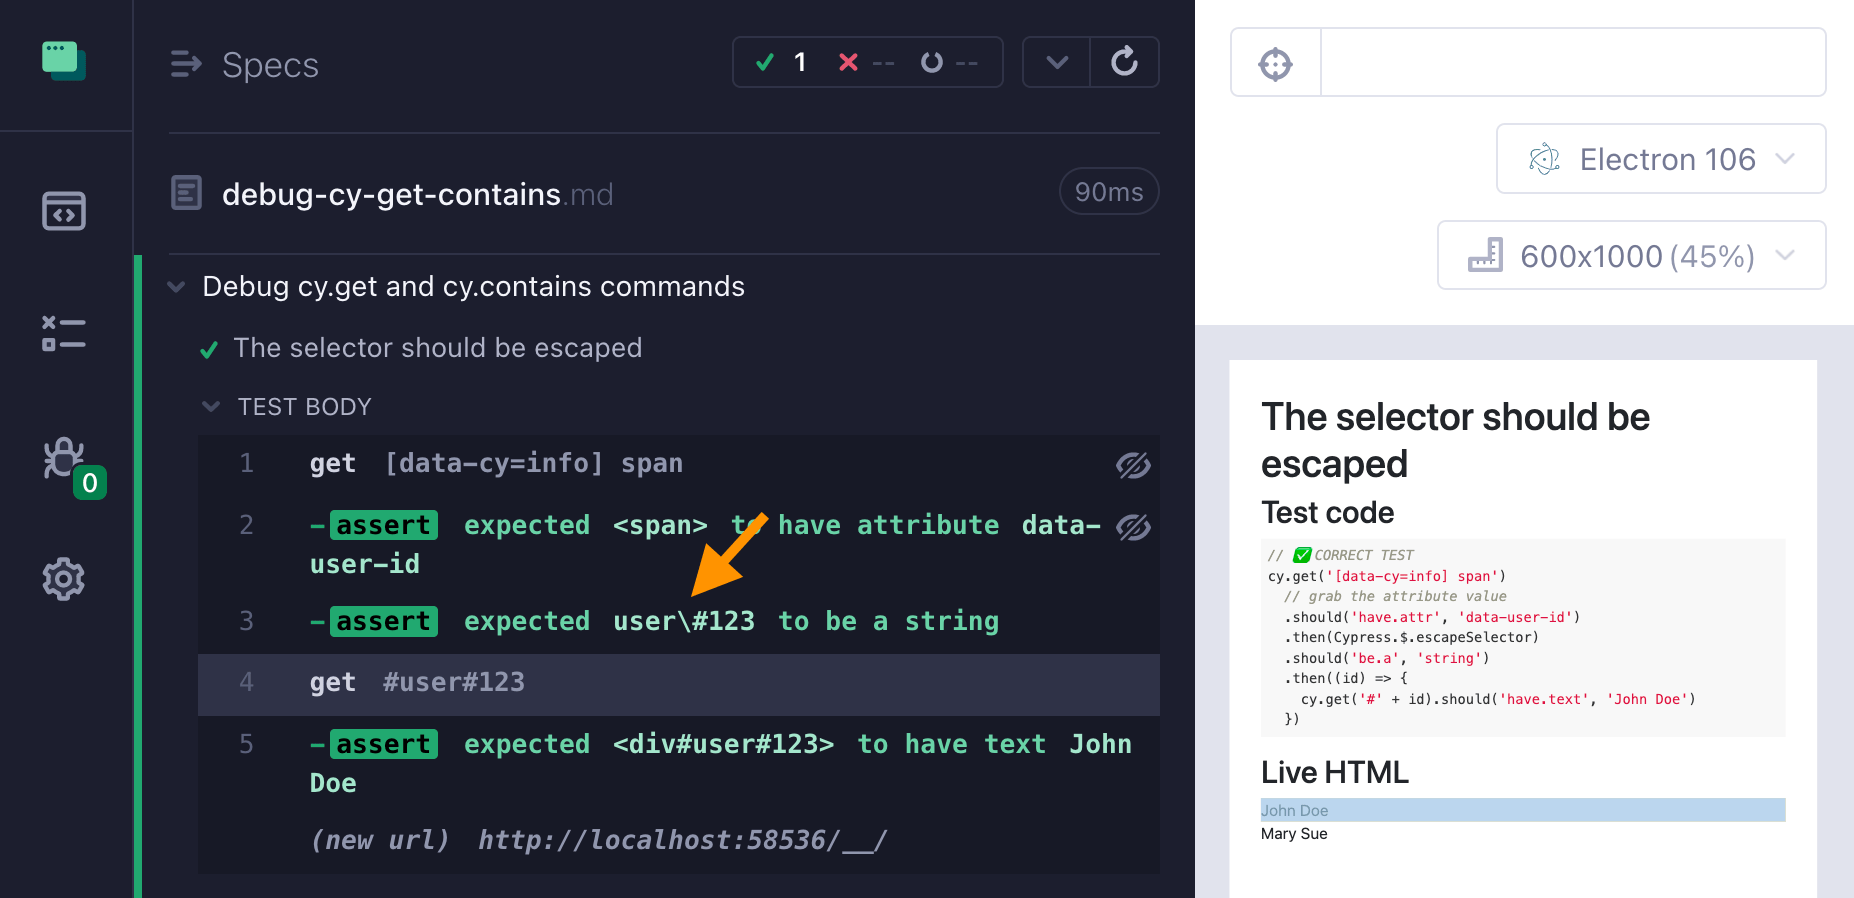 Specs
1 -- --
debug-cy-get-contains.md
90ms
Debug cy.get and cy.contains commands
The selector should be escaped
TEST BODY
1 get [data-cy=info] span
2 -assert expected <span> to have attribute data-
user-id
3 -assert expected user\#123 to be a string
4 get #user#123
5 -assert expected <div#user#123> to have text John
Doe
(new url) http://localhost:58536/__/
0
Electron 106
600x1000 (45%)
The selector should be
escaped
Test code
// ✅ CORRECT TEST
cy.get('[data-cy=info] span')
// grab the attribute value
.should('have.attr', 'data-user-id')
.then(Cypress.$.escapeSelector)
.should('be.a', 'string')
.then((id) => {
cy.get('#' + id).should('have.text', 'John Doe')
})
Live HTML
John Doe
Mary Sue